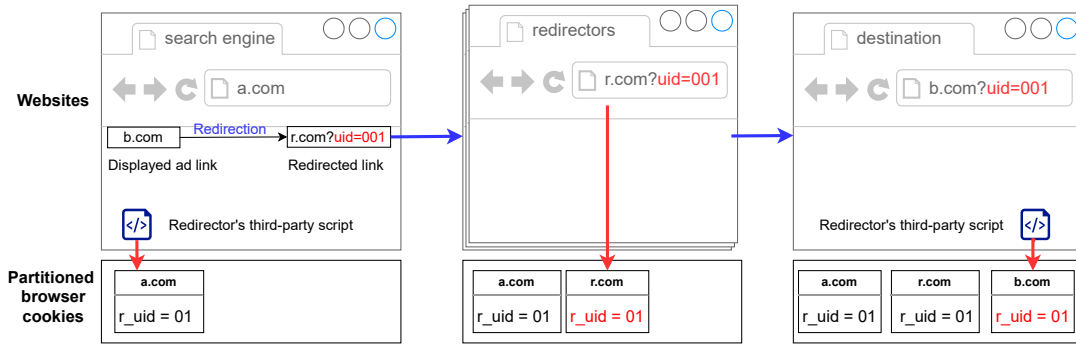 search engine
redirectors
destination
Websites
a.com
r.com?uid=001
b.com?uid=001
b.com
Redirection
r.com?uid=001
Displayed ad link
Redirected link
</>
Redirector's third-party script
Redirector's third-party script
</>
Partitioned
browser
cookies
a.com
r_uid = 01
a.com
r_uid = 01
r.com
r_uid = 01
a.com
r_uid = 01
r.com
r_uid = 01
b.com
r_uid = 01